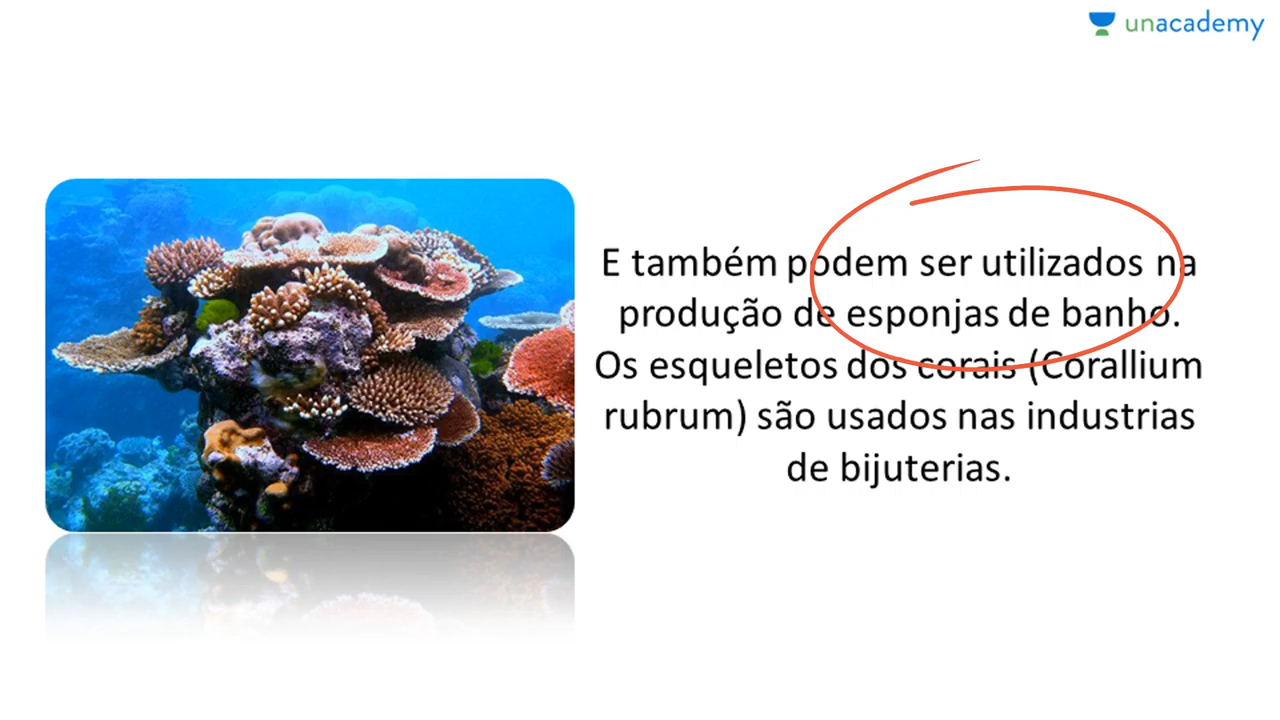 unacademy
E também podem ser utilizados na
produção de esponjas de banho.
Os esqueletos dos corais (Corallium
rubrum) são usados nas industrias
de bijuterias.